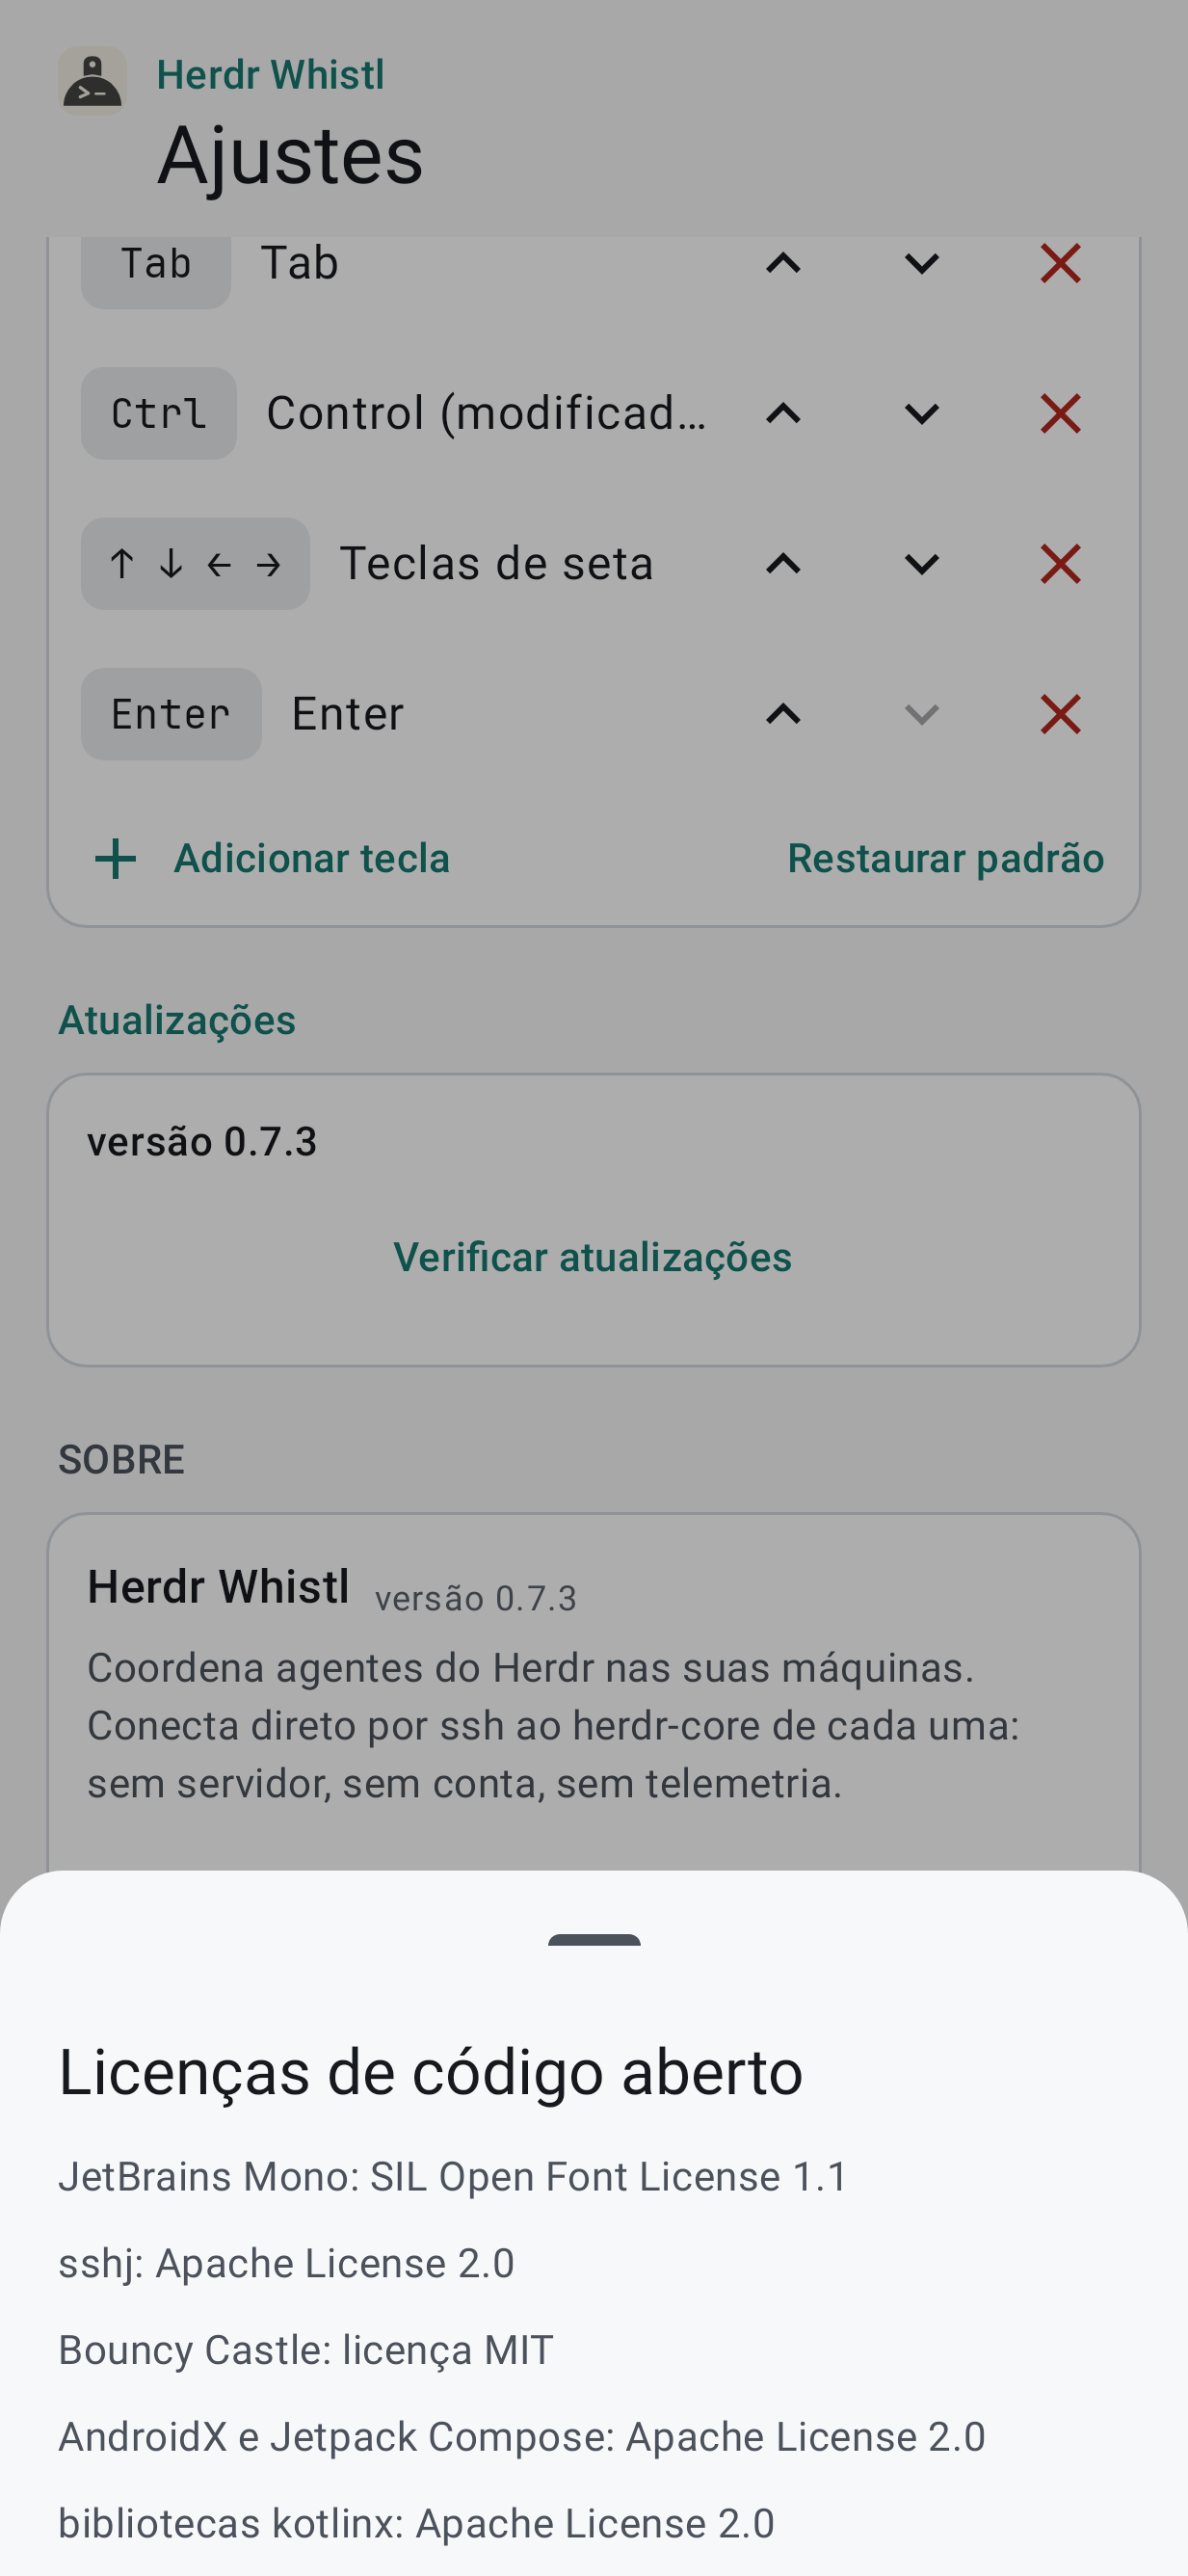 Herdr Whistl
Ajustes
Tab Tab
Ctrl Control (modificad…
↑ ↓ ← → Teclas de seta
Enter Enter
Adicionar tecla Restaurar padrão
Atualizações
versão 0.7.3
Verificar atualizações
SOBRE
Herdr Whistl versão 0.7.3
Coordena agentes do Herdr nas suas máquinas.
Conecta direto por ssh ao herdr-core de cada uma:
sem servidor, sem conta, sem telemetria.
Licenças de código aberto
JetBrains Mono: SIL Open Font License 1.1
sshj: Apache License 2.0
Bouncy Castle: licença MIT
AndroidX e Jetpack Compose: Apache License 2.0
bibliotecas kotlinx: Apache License 2.0